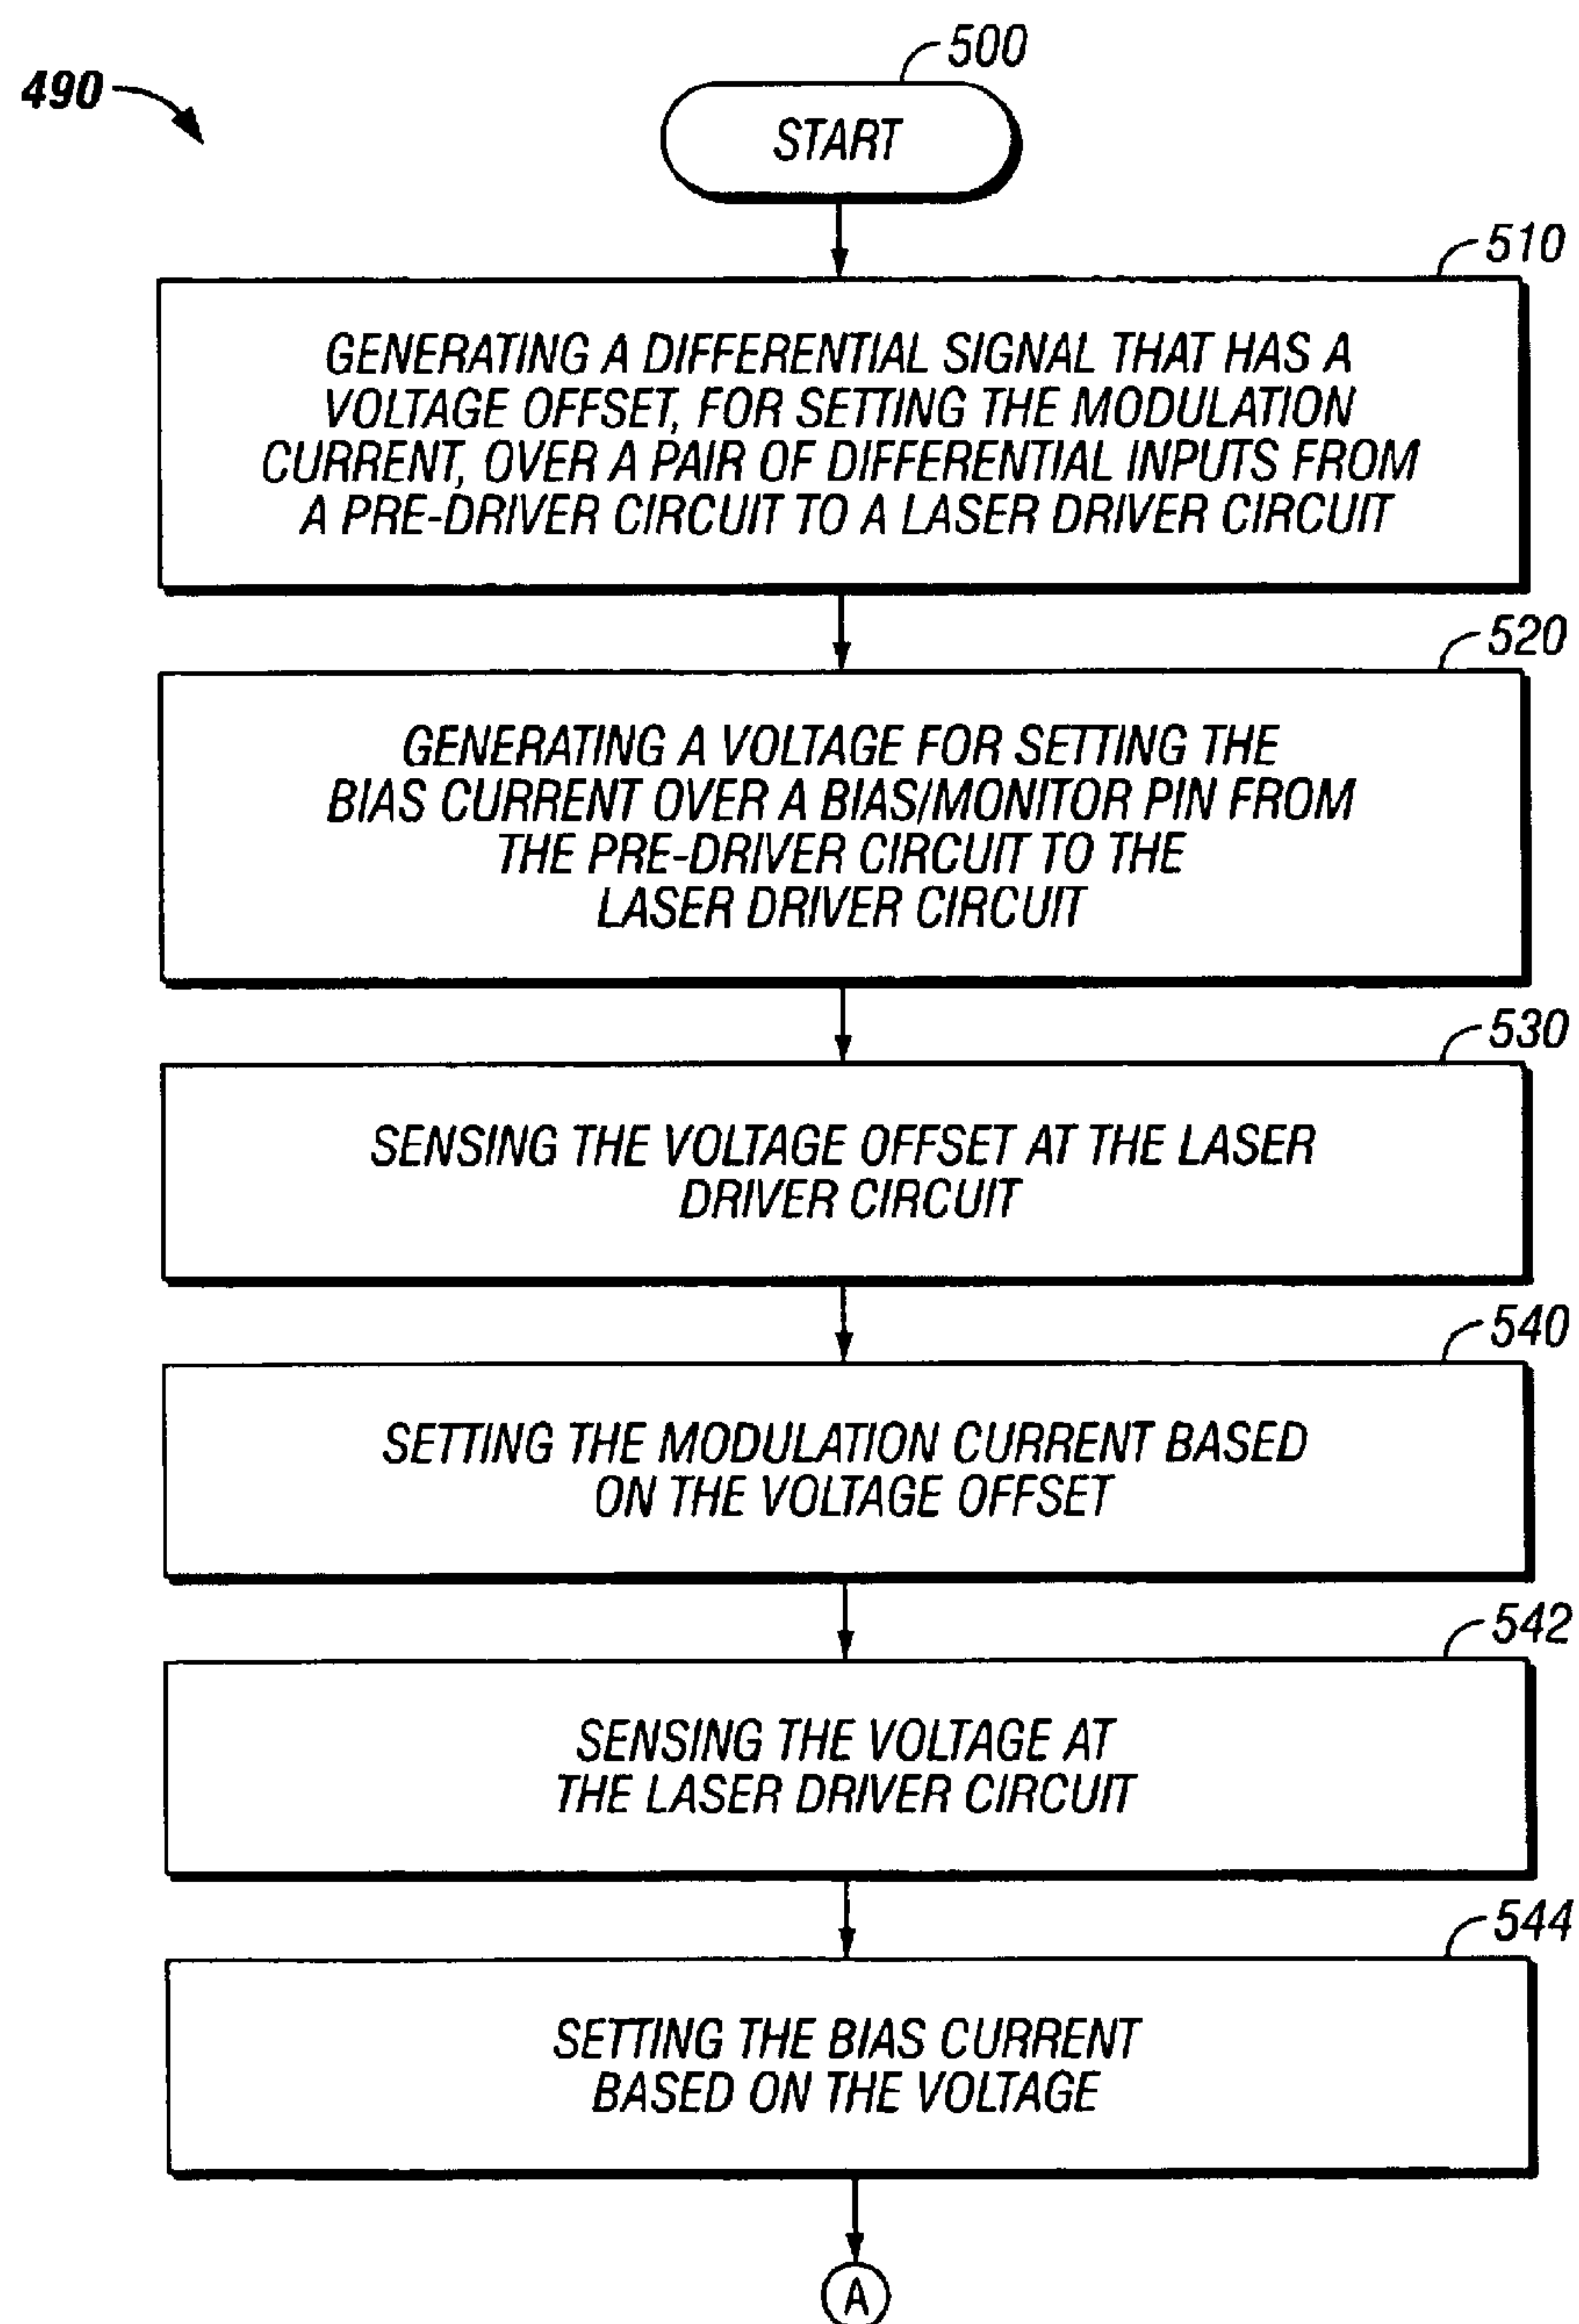 490
500
START
510
GENERATING A DIFFERENTIAL SIGNAL THAT HAS A
VOLTAGE OFFSET, FOR SETTING THE MODULATION
CURRENT, OVER A PAIR OF DIFFERENTIAL INPUTS FROM
A PRE-DRIVER CIRCUIT TO A LASER DRIVER CIRCUIT
520
GENERATING A VOLTAGE FOR SETTING THE
BIAS CURRENT OVER A BIAS/MONITOR PIN FROM
THE PRE-DRIVER CIRCUIT TO THE
LASER DRIVER CIRCUIT
530
SENSING THE VOLTAGE OFFSET AT THE LASER
DRIVER CIRCUIT
540
SETTING THE MODULATION CURRENT BASED
ON THE VOLTAGE OFFSET
542
SENSING THE VOLTAGE AT
THE LASER DRIVER CIRCUIT
544
SETTING THE BIAS CURRENT
BASED ON THE VOLTAGE
A